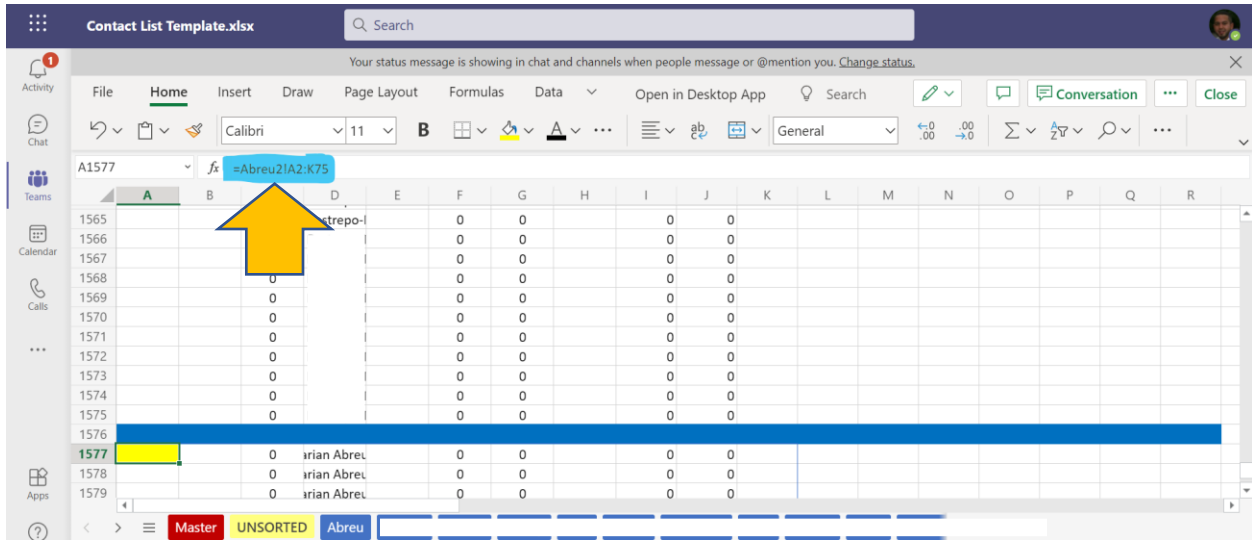 Contact List Template.xlsx Search
Your status message is showing in chat and channels when people message or @mention you. Change status.
1
Activity
Chat
Teams
Calendar
Calls
Apps
File Home Insert Draw Page Layout Formulas Data Open in Desktop App Search Conversation Close
Calibri 11 B A ab General .00 .00
A1577 fx =Abreu2!A2:K75
A B D E F G H I J K L M N O P Q R
1565 0 0 0 0
1566 0 0 0 0
1567 0 0 0 0
1568 0 0 0 0 0
1569 0 0 0 0 0
1570 0 0 0 0 0
1571 0 0 0 0 0
1572 0 0 0 0 0
1573 0 0 0 0 0
1574 0 0 0 0 0
1575 0 0 0 0 0
1576
1577 0 arian Abreu 0 0 0 0
1578 0 arian Abreu 0 0 0 0
1579 0 arian Abreu 0 0 0 0
Master UNSORTED Abreu